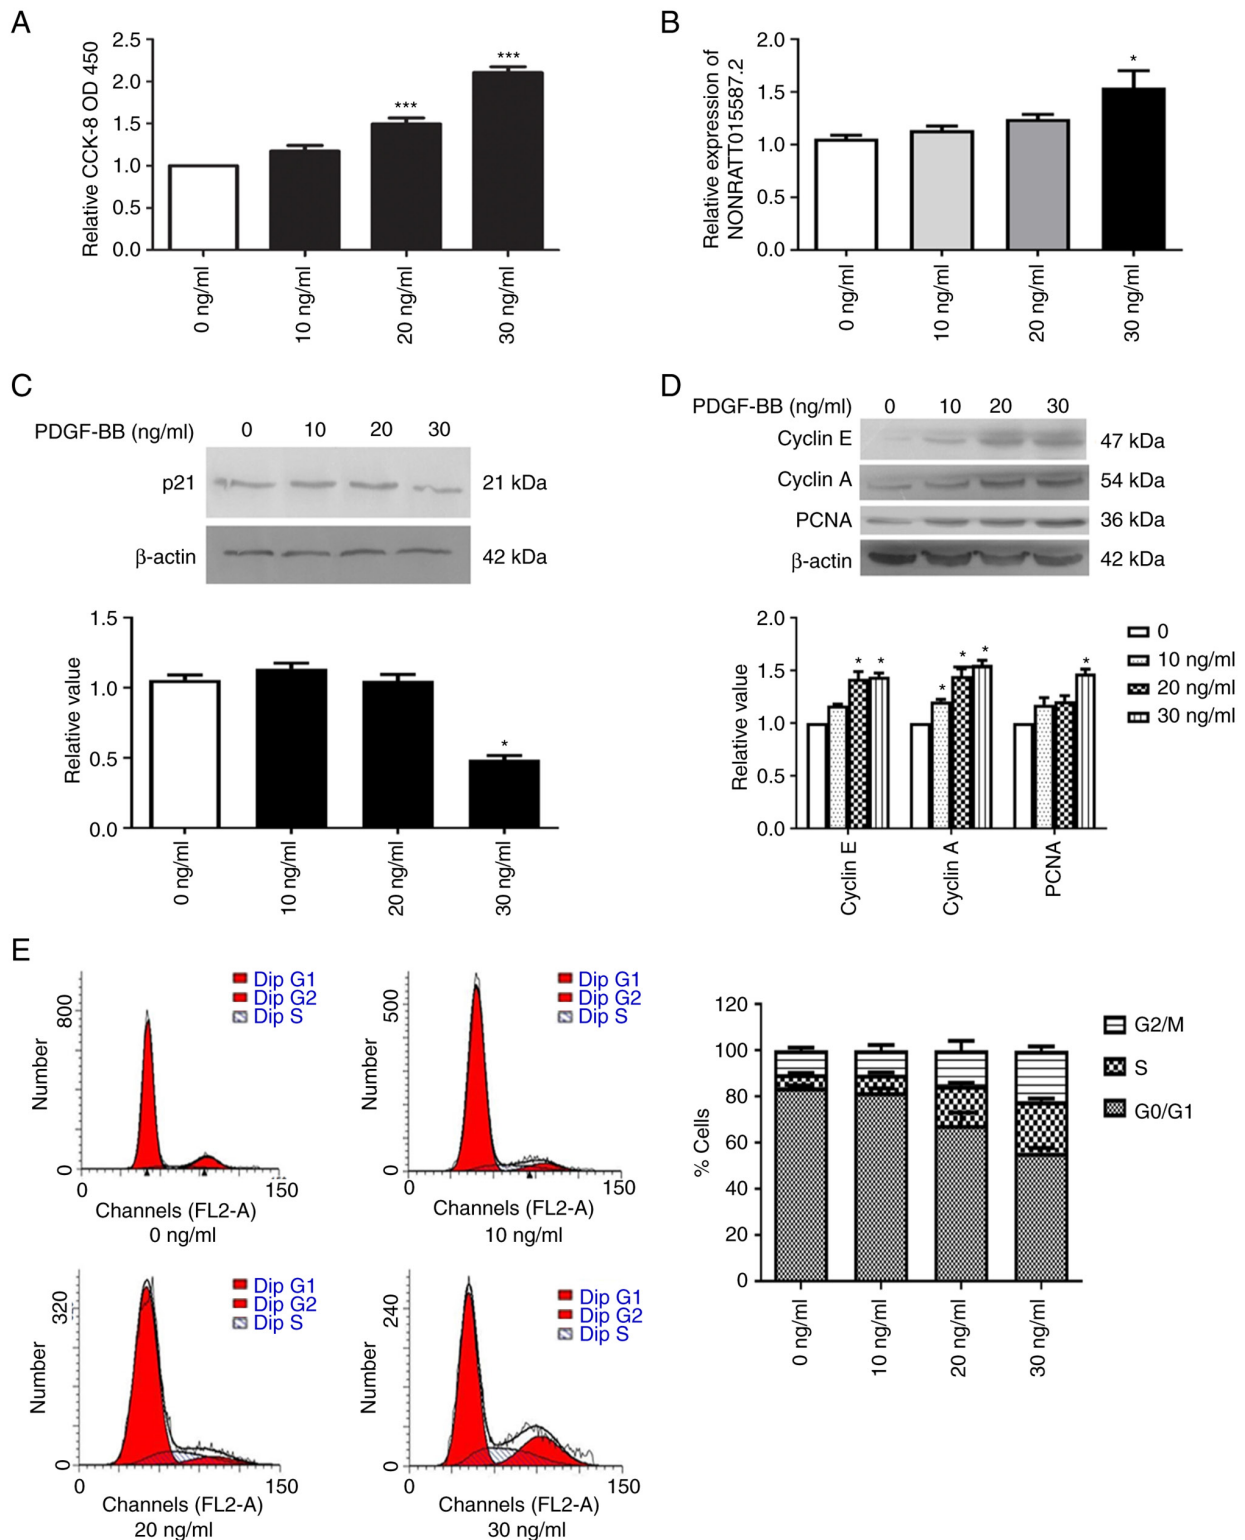 A
Relative CCK-8 OD 450
2.5
2.0
1.5
1.0
0.5
0.0
***
***
0 ng/ml
10 ng/ml
20 ng/ml
30 ng/ml
B
Relative expression of
NONRATT015587.2
2.0
1.5
1.0
0.5
0.0
*
0 ng/ml
10 ng/ml
20 ng/ml
30 ng/ml
C
PDGF-BB (ng/ml) 0 10 20 30
p21 21 kDa
β-actin 42 kDa
Relative value
1.5
1.0
0.5
0.0
*
0 ng/ml
10 ng/ml
20 ng/ml
30 ng/ml
D
PDGF-BB (ng/ml) 0 10 20 30
Cyclin E 47 kDa
Cyclin A 54 kDa
PCNA 36 kDa
β-actin 42 kDa
Relative value
2.0
1.5
1.0
0.5
0.0
* *
* * *
*
Cyclin E
Cyclin A
PCNA
0
10 ng/ml
20 ng/ml
30 ng/ml
E
Number
800
0
Dip G1
Dip G2
Dip S
0 150
Channels (FL2-A)
0 ng/ml
Number
500
0
Dip G1
Dip G2
Dip S
0 150
Channels (FL2-A)
10 ng/ml
Number
320
0
Dip G1
Dip G2
Dip S
0 150
Channels (FL2-A)
20 ng/ml
Number
240
0
Dip G1
Dip G2
Dip S
0 150
Channels (FL2-A)
30 ng/ml
% Cells
120
100
80
60
40
20
0
0 ng/ml
10 ng/ml
20 ng/ml
30 ng/ml
G2/M
S
G0/G1